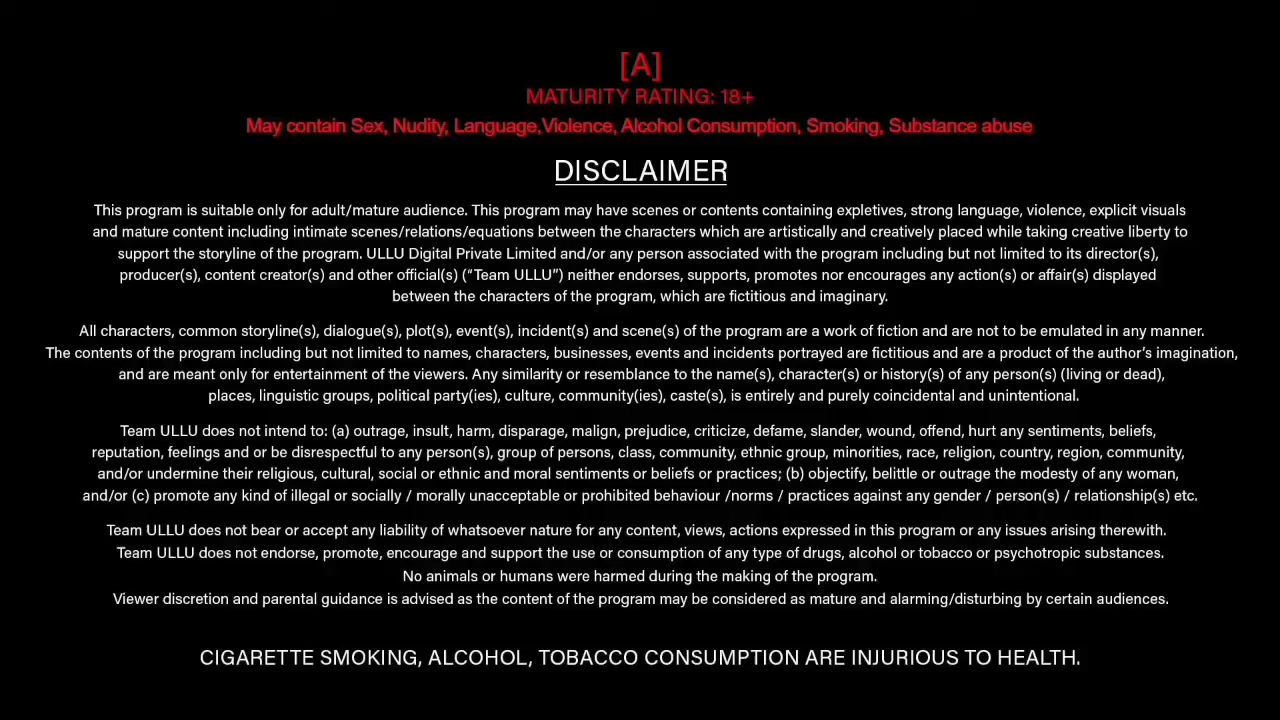 [A]
MATURITY RATING: 18+
May contain Sex, Nudity, Language,Violence, Alcohol Consumption, Smoking, Substance abuse
DISCLAIMER
This program is suitable only for adult/mature audience. This program may have scenes or contents containing expletives, strong language, violence, explicit visuals
and mature content including intimate scenes/relations/equations between the characters which are artistically and creatively placed while taking creative liberty to
support the storyline of the program. ULLU Digital Private Limited and/or any person associated with the program including but not limited to its director(s),
producer(s), content creator(s) and other official(s) (“Team ULLU”) neither endorses, supports, promotes nor encourages any action(s) or affair(s) displayed
between the characters of the program, which are fictitious and imaginary.
All characters, common storyline(s), dialogue(s), plot(s), event(s), incident(s) and scene(s) of the program are a work of fiction and are not to be emulated in any manner.
The contents of the program including but not limited to names, characters, businesses, events and incidents portrayed are fictitious and are a product of the author’s imagination,
and are meant only for entertainment of the viewers. Any similarity or resemblance to the name(s), character(s) or history(s) of any person(s) (living or dead),
places, linguistic groups, political party(ies), culture, community(ies), caste(s), is entirely and purely coincidental and unintentional.
Team ULLU does not intend to: (a) outrage, insult, harm, disparage, malign, prejudice, criticize, defame, slander, wound, offend, hurt any sentiments, beliefs,
reputation, feelings and or be disrespectful to any person(s), group of persons, class, community, ethnic group, minorities, race, religion, country, region, community,
and/or undermine their religious, cultural, social or ethnic and moral sentiments or beliefs or practices; (b) objectify, belittle or outrage the modesty of any woman,
and/or (c) promote any kind of illegal or socially / morally unacceptable or prohibited behaviour /norms / practices against any gender / person(s) / relationship(s) etc.
Team ULLU does not bear or accept any liability of whatsoever nature for any content, views, actions expressed in this program or any issues arising therewith.
Team ULLU does not endorse, promote, encourage and support the use or consumption of any type of drugs, alcohol or tobacco or psychotropic substances.
No animals or humans were harmed during the making of the program.
Viewer discretion and parental guidance is advised as the content of the program may be considered as mature and alarming/disturbing by certain audiences.
CIGARETTE SMOKING, ALCOHOL, TOBACCO CONSUMPTION ARE INJURIOUS TO HEALTH.